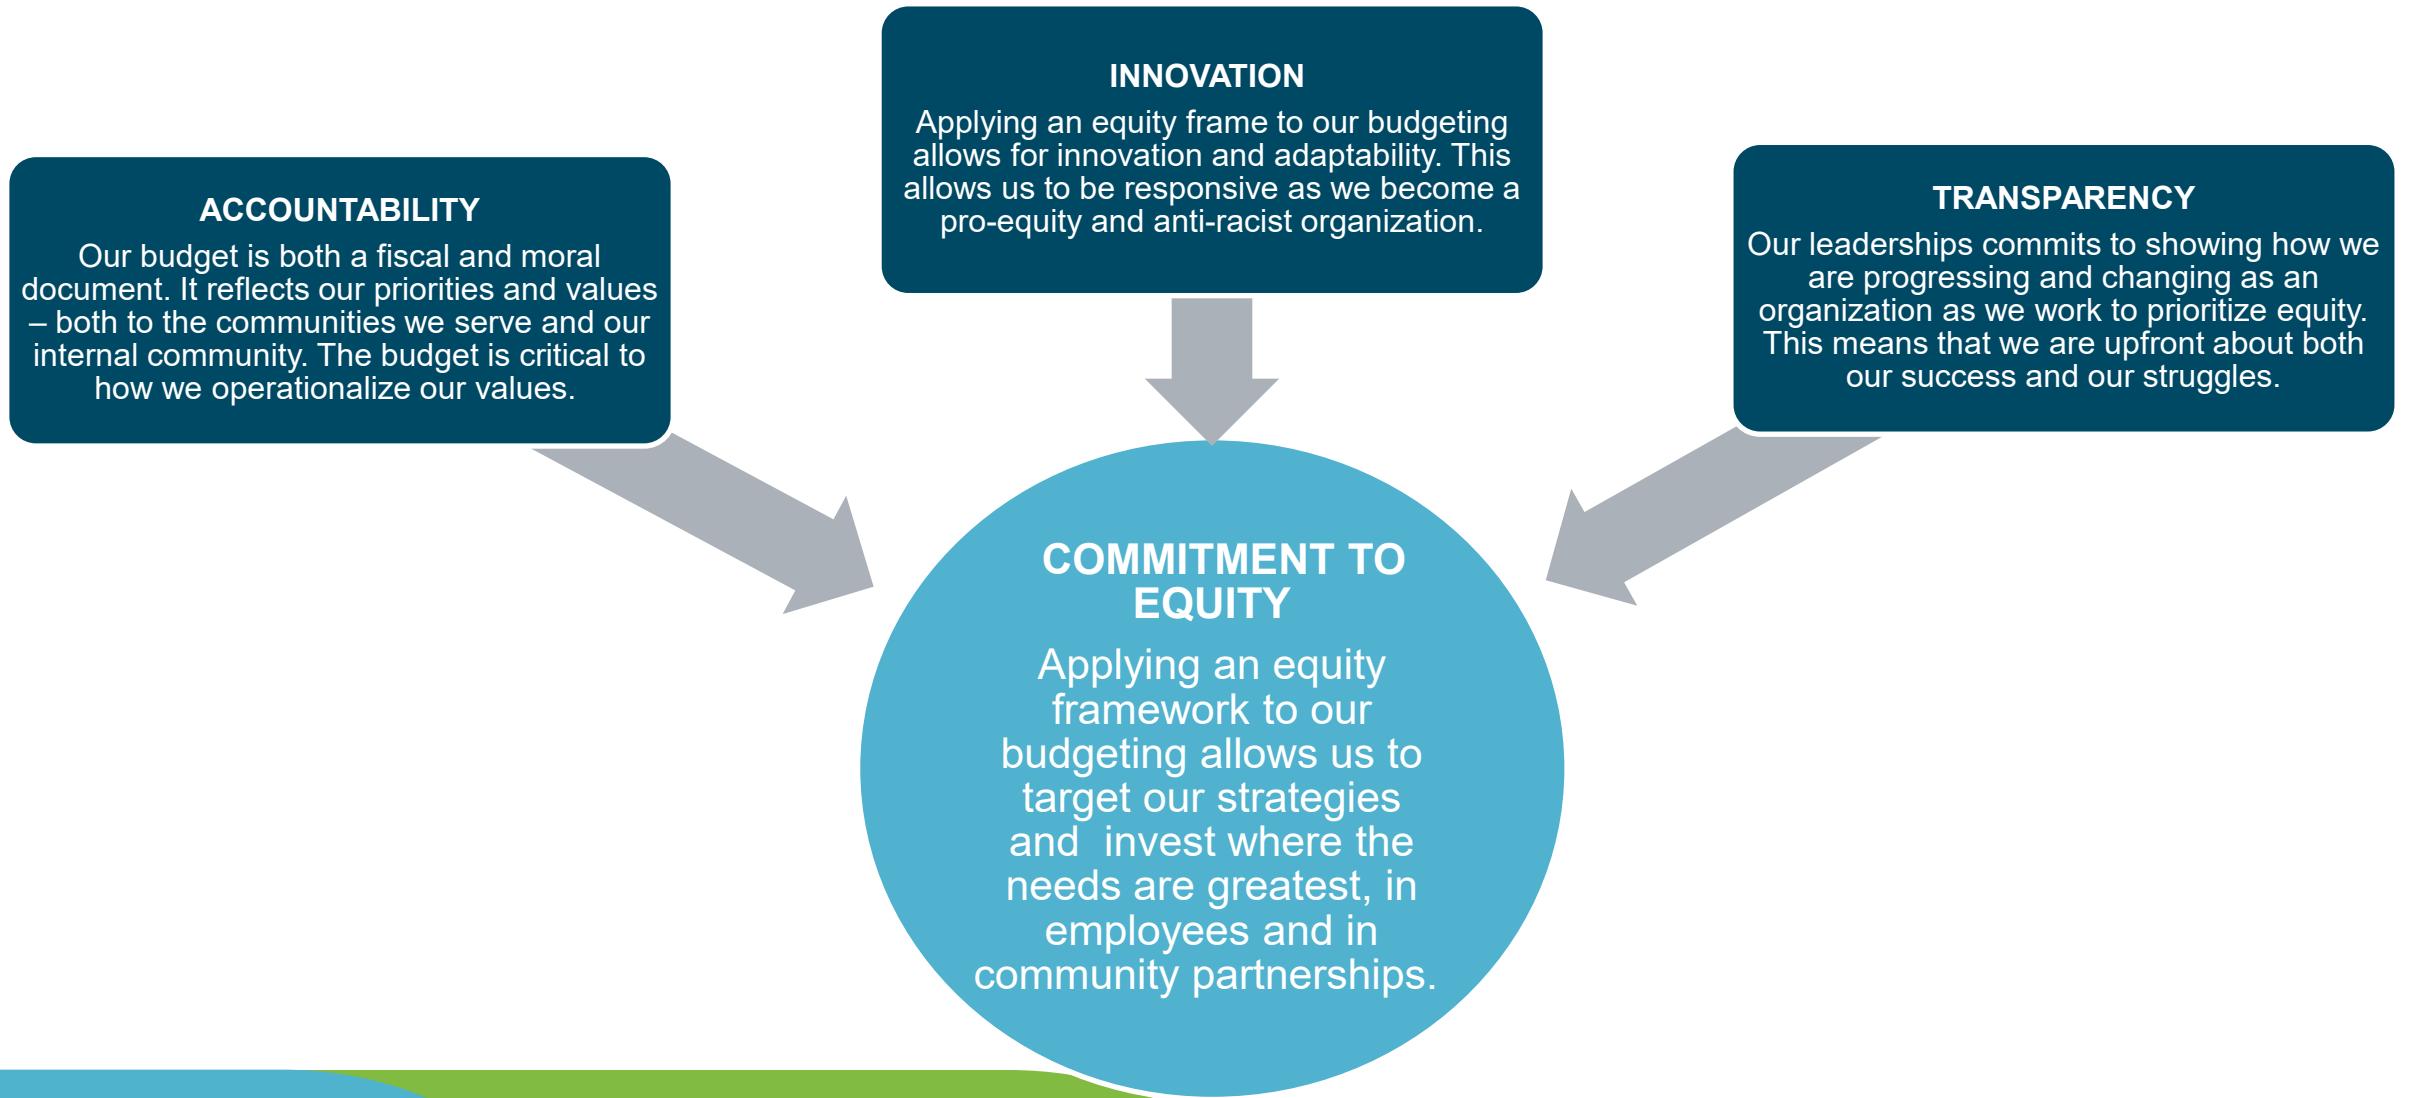 ACCOUNTABILITY
Our budget is both a fiscal and moral
document. It reflects our priorities and values
– both to the communities we serve and our
internal community. The budget is critical to
how we operationalize our values.
INNOVATION
Applying an equity frame to our budgeting
allows for innovation and adaptability. This
allows us to be responsive as we become a
pro-equity and anti-racist organization.
TRANSPARENCY
Our leaderships commits to showing how we
are progressing and changing as an
organization as we work to prioritize equity.
This means that we are upfront about both
our success and our struggles.
COMMITMENT TO
EQUITY
Applying an equity
framework to our
budgeting allows us to
target our strategies
and  invest where the
needs are greatest, in
employees and in
community partnerships.